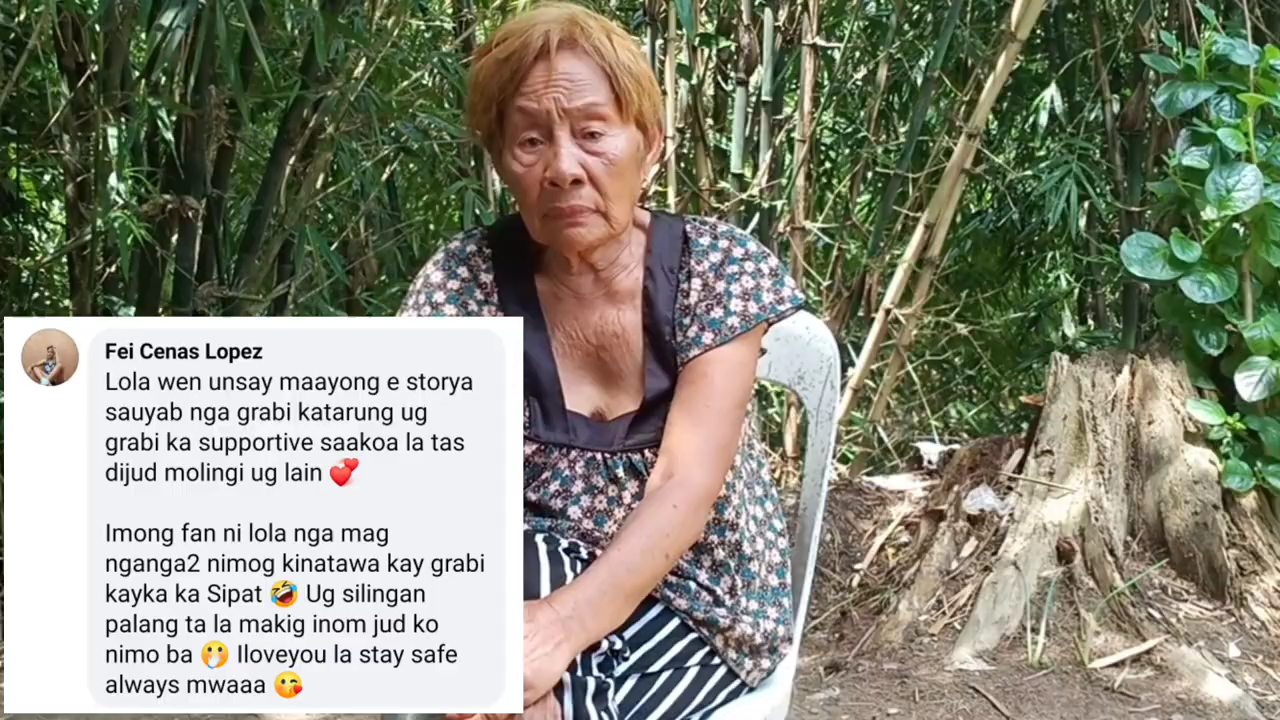 Fei Cenas Lopez
Lola wen unsay maayong e storya
sauyab nga grabi katarung ug
grabi ka supportive saakoa la tas
dijud molingi ug lain 💞
Imong fan ni lola nga mag
nganga2 nimog kinatawa kay grabi
kayka ka Sipat 🤣 Ug silingan
palang ta la makig inom jud ko
nimo ba 🤭 Iloveyou la stay safe
always mwaaa 😘